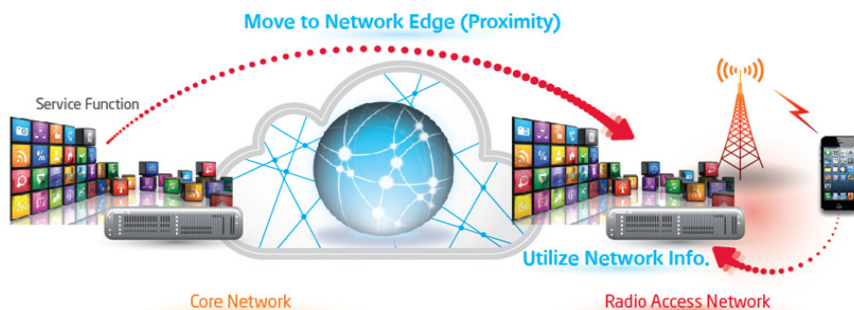 Move to Network Edge (Proximity)
Service Function
Utilize Network Info.
Core Network
Radio Access Network